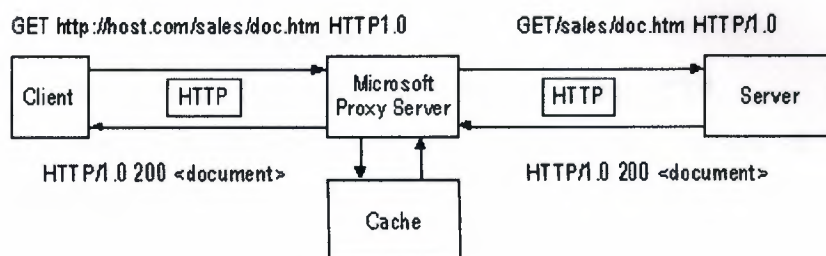 GET http://host.com/sales/doc.htm HTTP1.0
GET/sales/doc.htm HTTP/1.0
Client
HTTP
Microsoft
Proxy Server
HTTP
Server
HTTP/1.0 200 <document>
HTTP/1.0 200 <document>
Cache